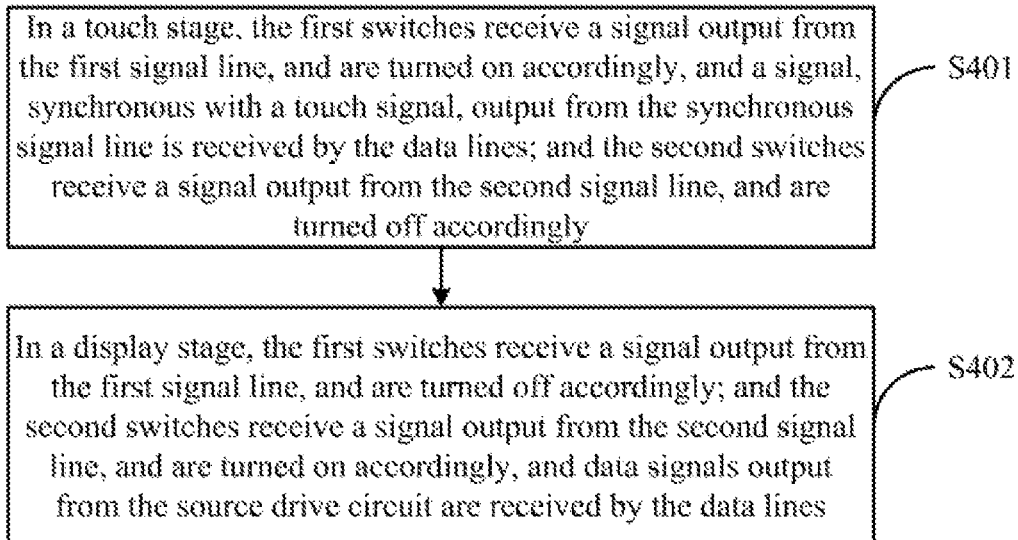 In a touch stage, the first switches receive a signal output from
the first signal line, and are turned on accordingly, and a signal,
synchronous with a touch signal, output from the synchronous
signal line is received by the data lines; and the second switches
receive a signal output from the second signal line, and are
turned off accordingly
S401
In a display stage, the first switches receive a signal output from
the first signal line, and are turned off accordingly; and the
second switches receive a signal output from the second signal
line, and are turned on accordingly, and data signals output
from the source drive circuit are received by the data lines
S402